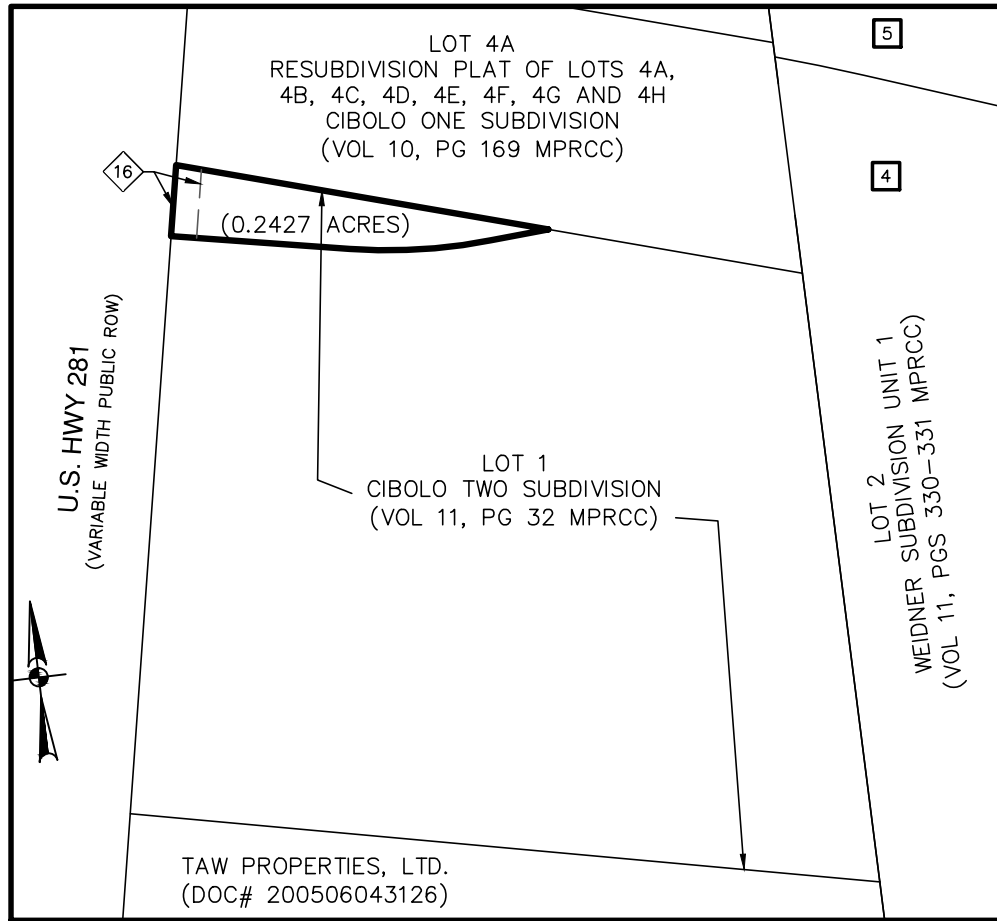 LOT 4A
RESUBDIVISION PLAT OF LOTS 4A,
4B, 4C, 4D, 4E, 4F, 4G AND 4H
CIBOLO ONE SUBDIVISION
(VOL 10, PG 169 MPRCC)
5
4
16
(0.2427 ACRES)
U.S. HWY 281
(VARIABLE WIDTH PUBLIC ROW)
LOT 1
CIBOLO TWO SUBDIVISION
(VOL 11, PG 32 MPRCC)
LOT 2
WEIDNER SUBDIVISION UNIT 1
(VOL 11, PGS 330-331 MPRCC)
TAW PROPERTIES, LTD.
(DOC# 200506043126)